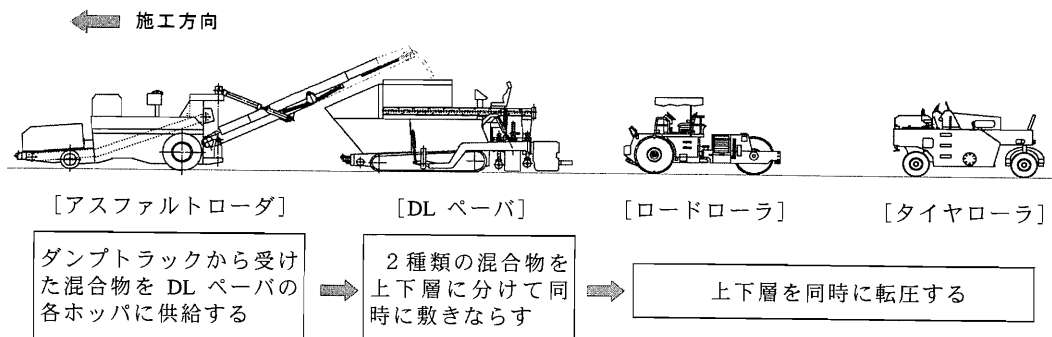 施工方向
[アスファルトローダ]
[DL ペーバ]
[ロードローラ]
[タイヤローラ]
ダンプトラックから受け
た混合物を DL ペーバの
各ホッパに供給する
2種類の混合物を
上下層に分けて同
時に敷きならす
上下層を同時に転圧する